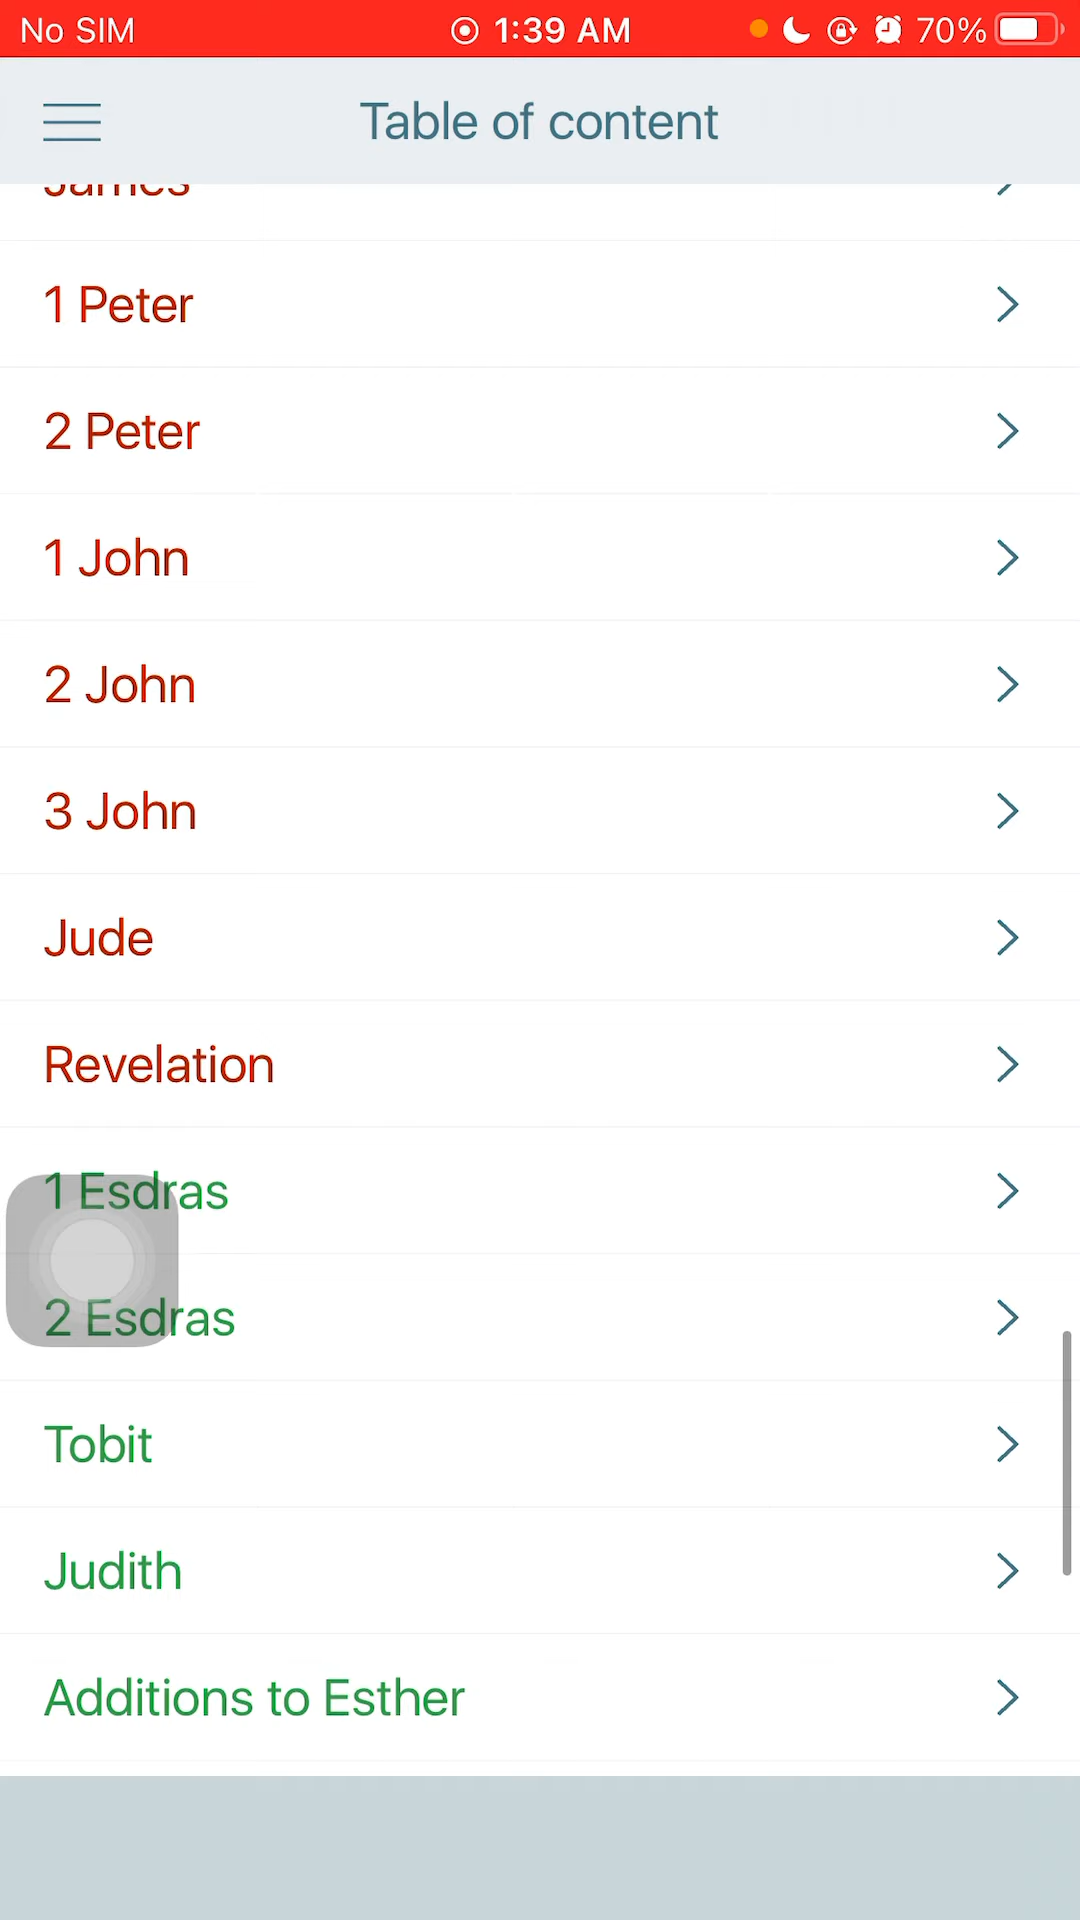 No SIM 1:39 AM 70%
Table of content
James
1 Peter
2 Peter
1 John
2 John
3 John
Jude
Revelation
1 Esdras
2 Esdras
Tobit
Judith
Additions to Esther